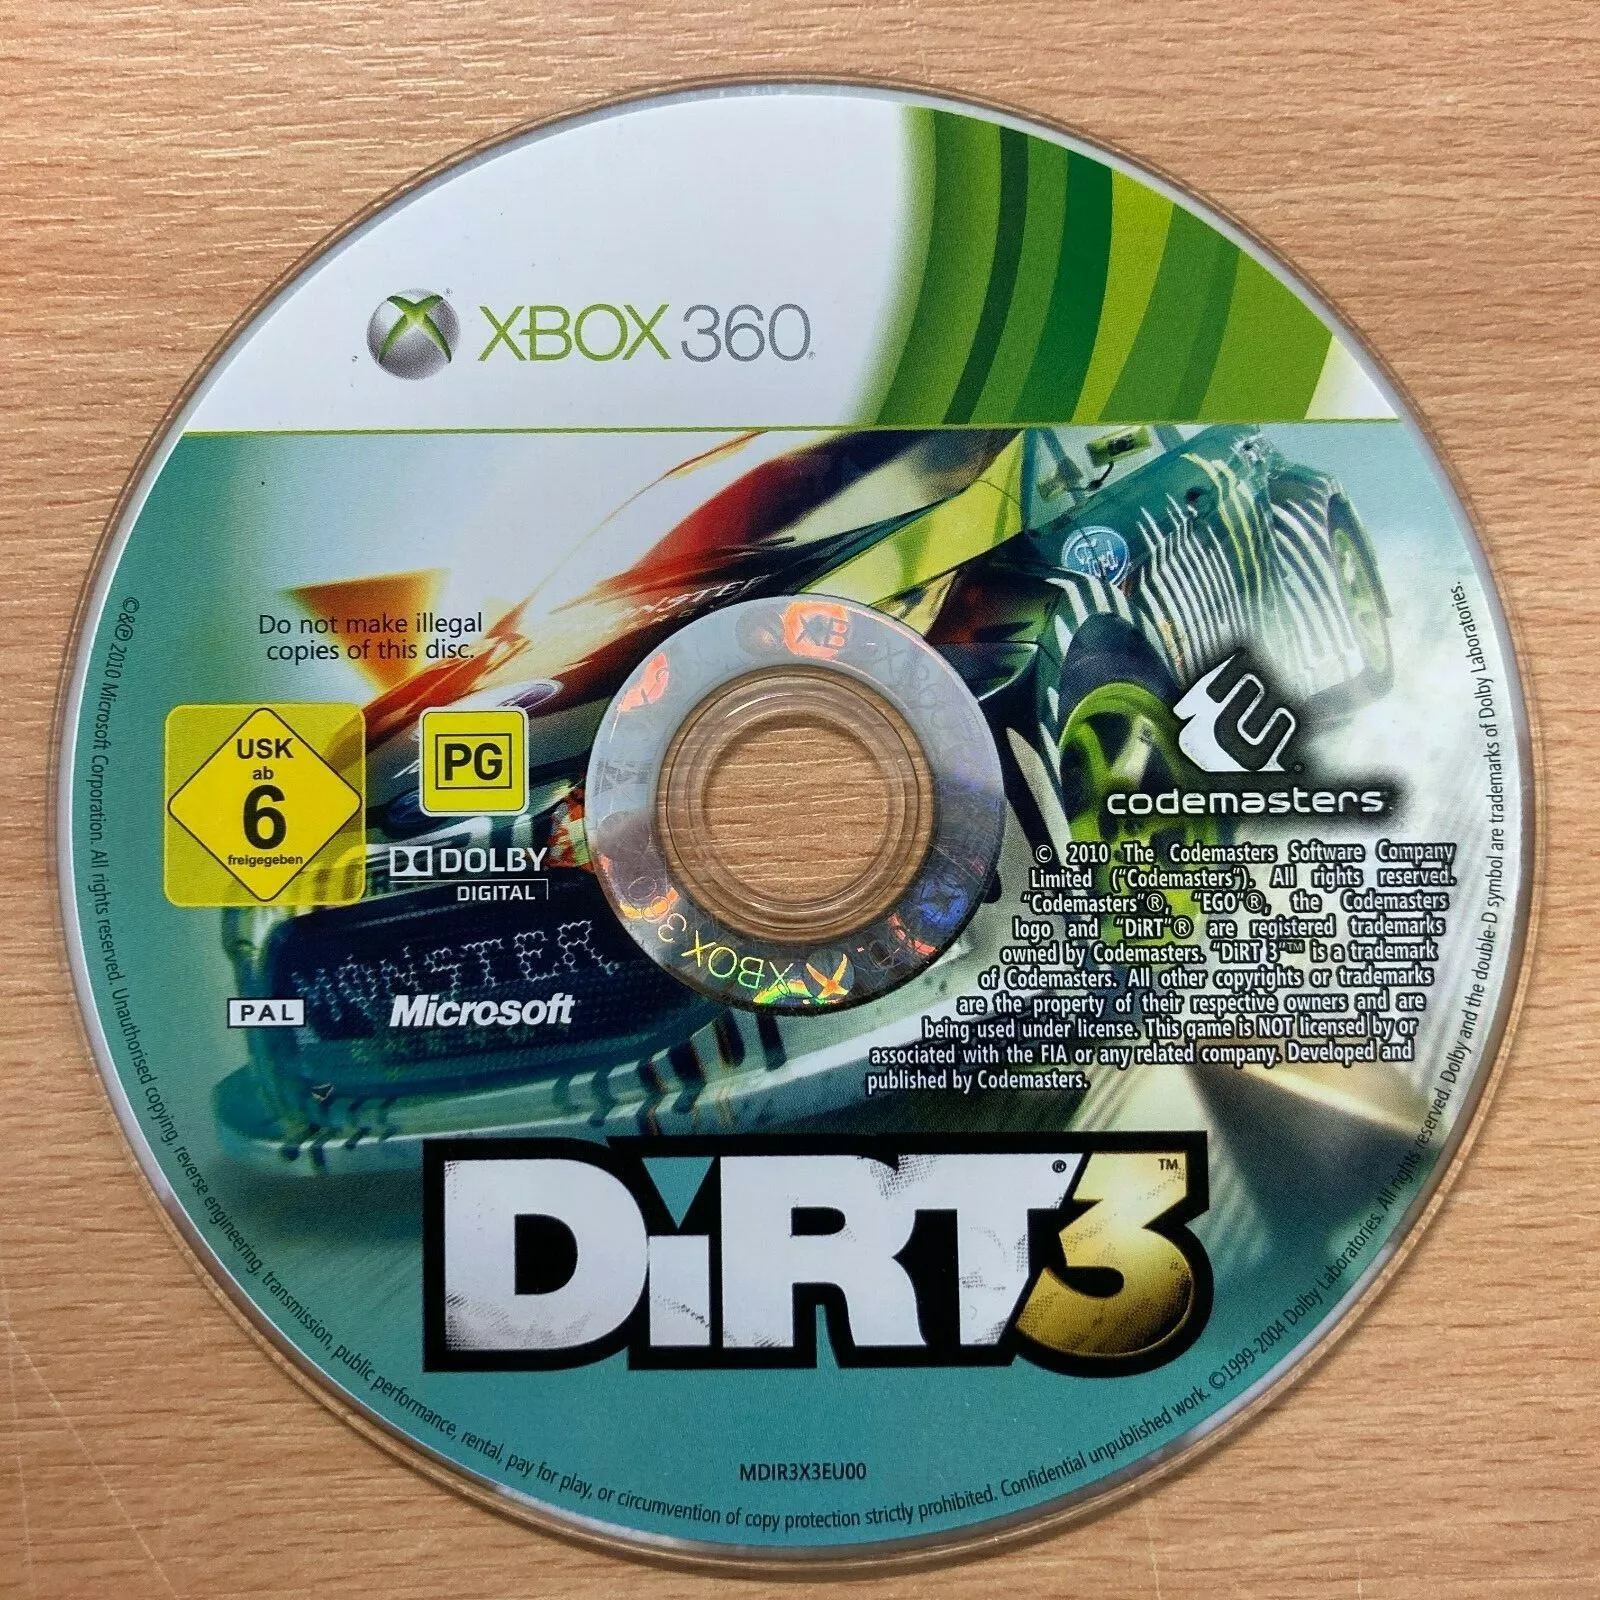 XBOX 360
Ford
MONSTER
Do not make illegal
copies of this disc.
USK
ab
6
freigegeben
PG
DOLBY
DIGITAL
MONSTER
PAL
Microsoft
XBOX 360
codemasters®
© 2010 The Codemasters Software Company
Limited ("Codemasters"). All rights reserved.
"Codemasters"®, "EGO"®, the Codemasters
logo and "DiRT"® are registered trademarks
owned by Codemasters. "DiRT 3"™ is a trademark
of Codemasters. All other copyrights or trademarks
are the property of their respective owners and are
being used under license. This game is NOT licensed by or
associated with the FIA or any related company. Developed and
published by Codemasters.
DiRT®3™
MDIR3X3EU00
©&℗ 2010 Microsoft Corporation. All rights reserved. Unauthorised copying, reverse engineering, transmission, public performance, rental, pay for play, or circumvention of copy protection strictly prohibited. Confidential unpublished work. ©1999-2004 Dolby Laboratories. All rights reserved. Dolby and the double-D symbol are trademarks of Dolby Laboratories.